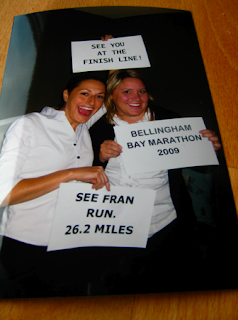 SEE YOU
AT THE
FINISH LINE!
BELLINGHAM
BAY MARATHON
2009
SEE FRAN
RUN.
26.2 MILES